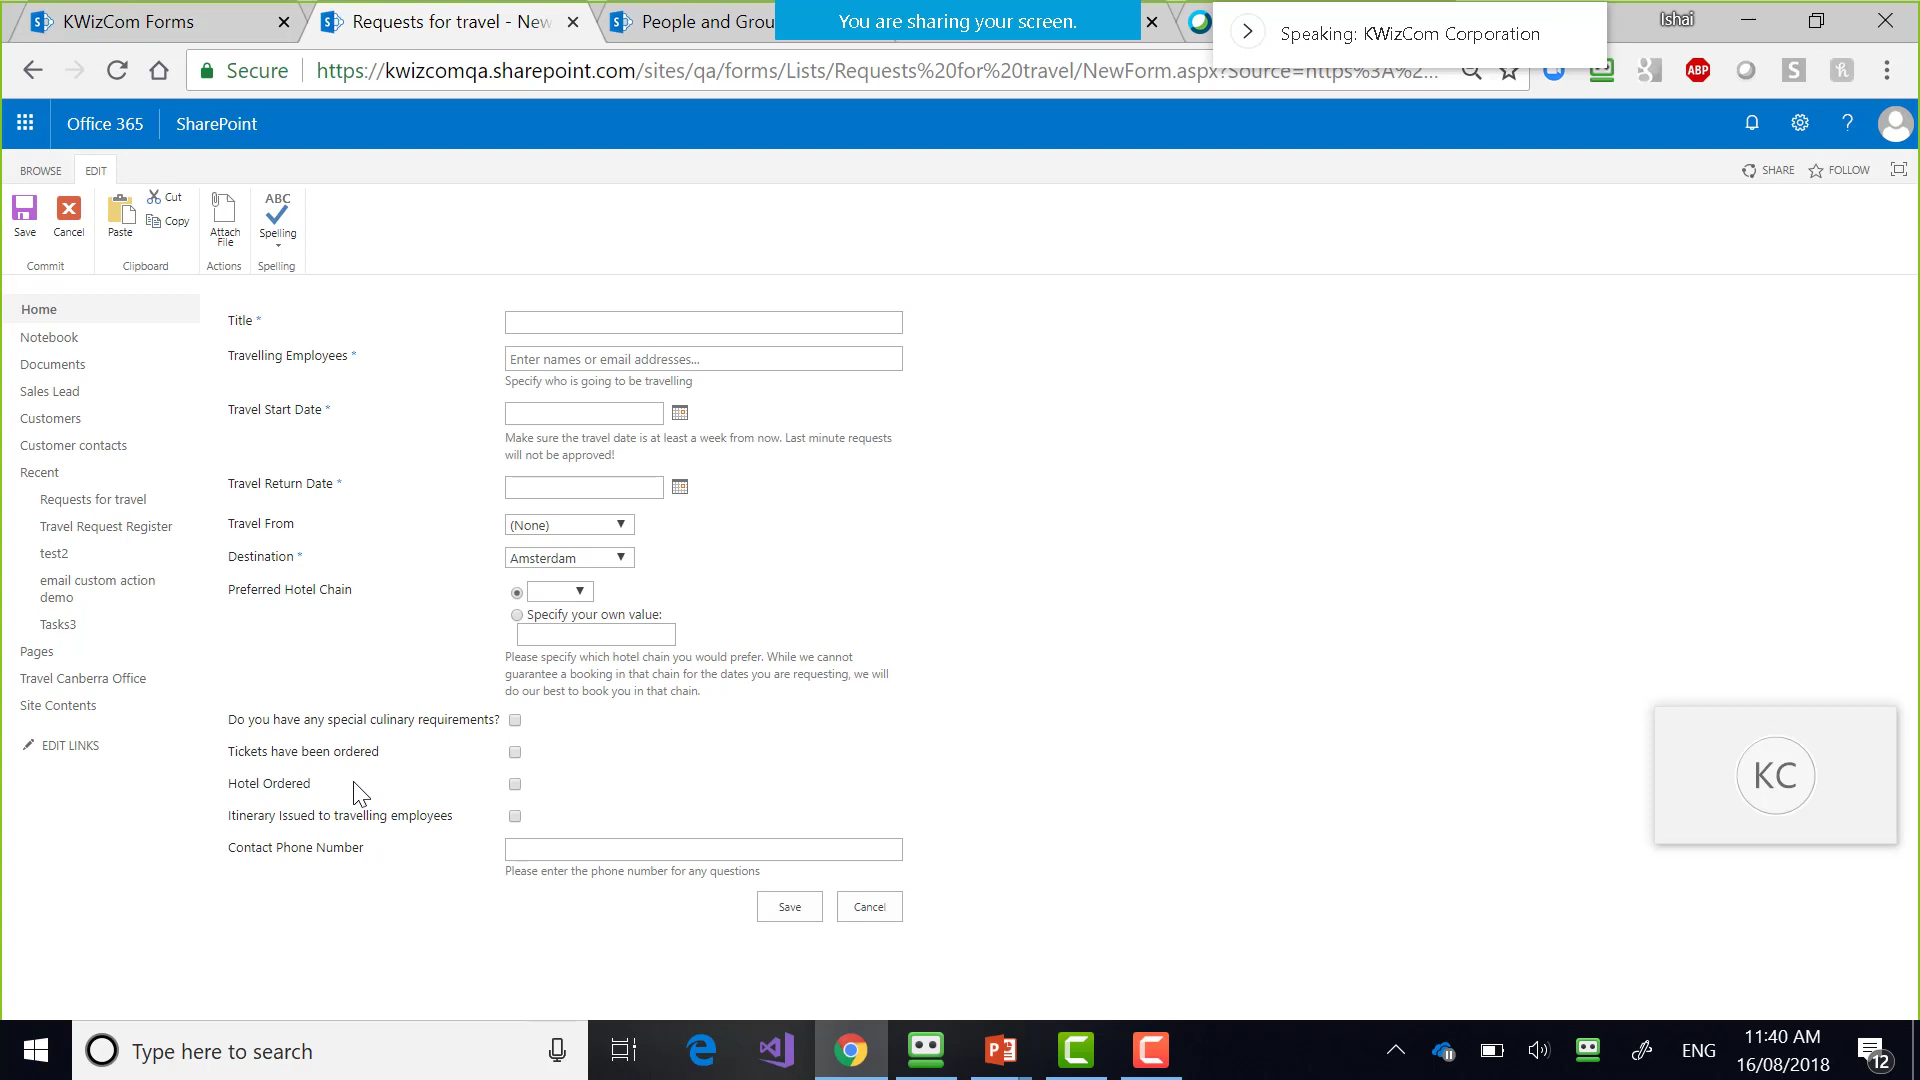 KWizCom Forms
Requests for travel - New
People and Grou
You are sharing your screen.
Speaking: KWizCom Corporation
Ishai
Secure
https://kwizcomqa.sharepoint.com/sites/qa/forms/Lists/Requests%20for%20travel/NewForm.aspx?Source=https%3A%2...
ABP
Office 365
SharePoint
BROWSE
EDIT
SHARE
FOLLOW
Save
Cancel
Paste
Cut
Copy
Attach
File
ABC
Spelling
Commit
Clipboard
Actions
Spelling
Home
Notebook
Documents
Sales Lead
Customers
Customer contacts
Recent
Requests for travel
Travel Request Register
test2
email custom action
demo
Tasks3
Pages
Travel Canberra Office
Site Contents
EDIT LINKS
Title *
Travelling Employees *
Enter names or email addresses...
Specify who is going to be travelling
Travel Start Date *
Make sure the travel date is at least a week from now. Last minute requests
will not be approved!
Travel Return Date *
Travel From
(None)
Destination *
Amsterdam
Preferred Hotel Chain
Specify your own value:
Please specify which hotel chain you would prefer. While we cannot
guarantee a booking in that chain for the dates you are requesting, we will
do our best to book you in that chain.
Do you have any special culinary requirements?
Tickets have been ordered
Hotel Ordered
Itinerary Issued to travelling employees
Contact Phone Number
Please enter the phone number for any questions
Save
Cancel
KC
Type here to search
ENG
11:40 AM
16/08/2018
12